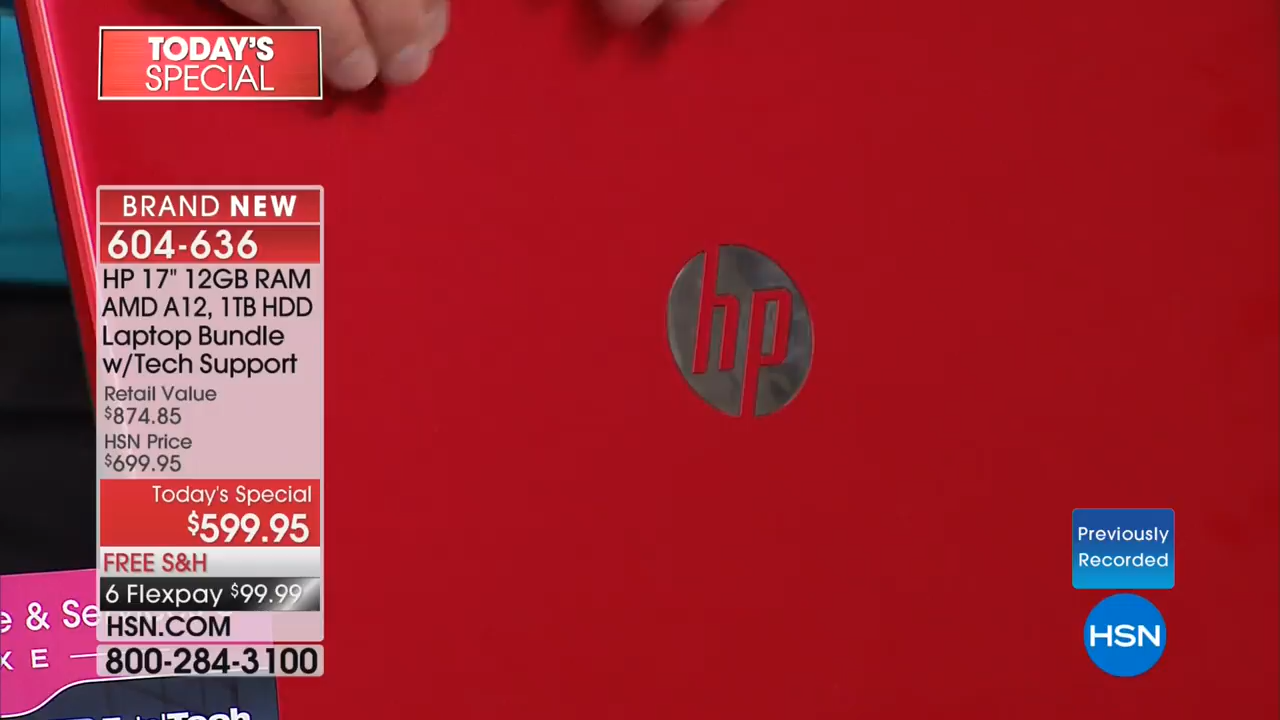 TODAY'S
SPECIAL
BRAND NEW
604-636
HP 17" 12GB RAM
AMD A12, 1TB HDD
Laptop Bundle
w/Tech Support
Retail Value
$874.85
HSN Price
$699.95
Today's Special
$599.95
FREE S&H
6 Flexpay $99.99
HSN.COM
800-284-3100
hp
Previously
Recorded
HSN